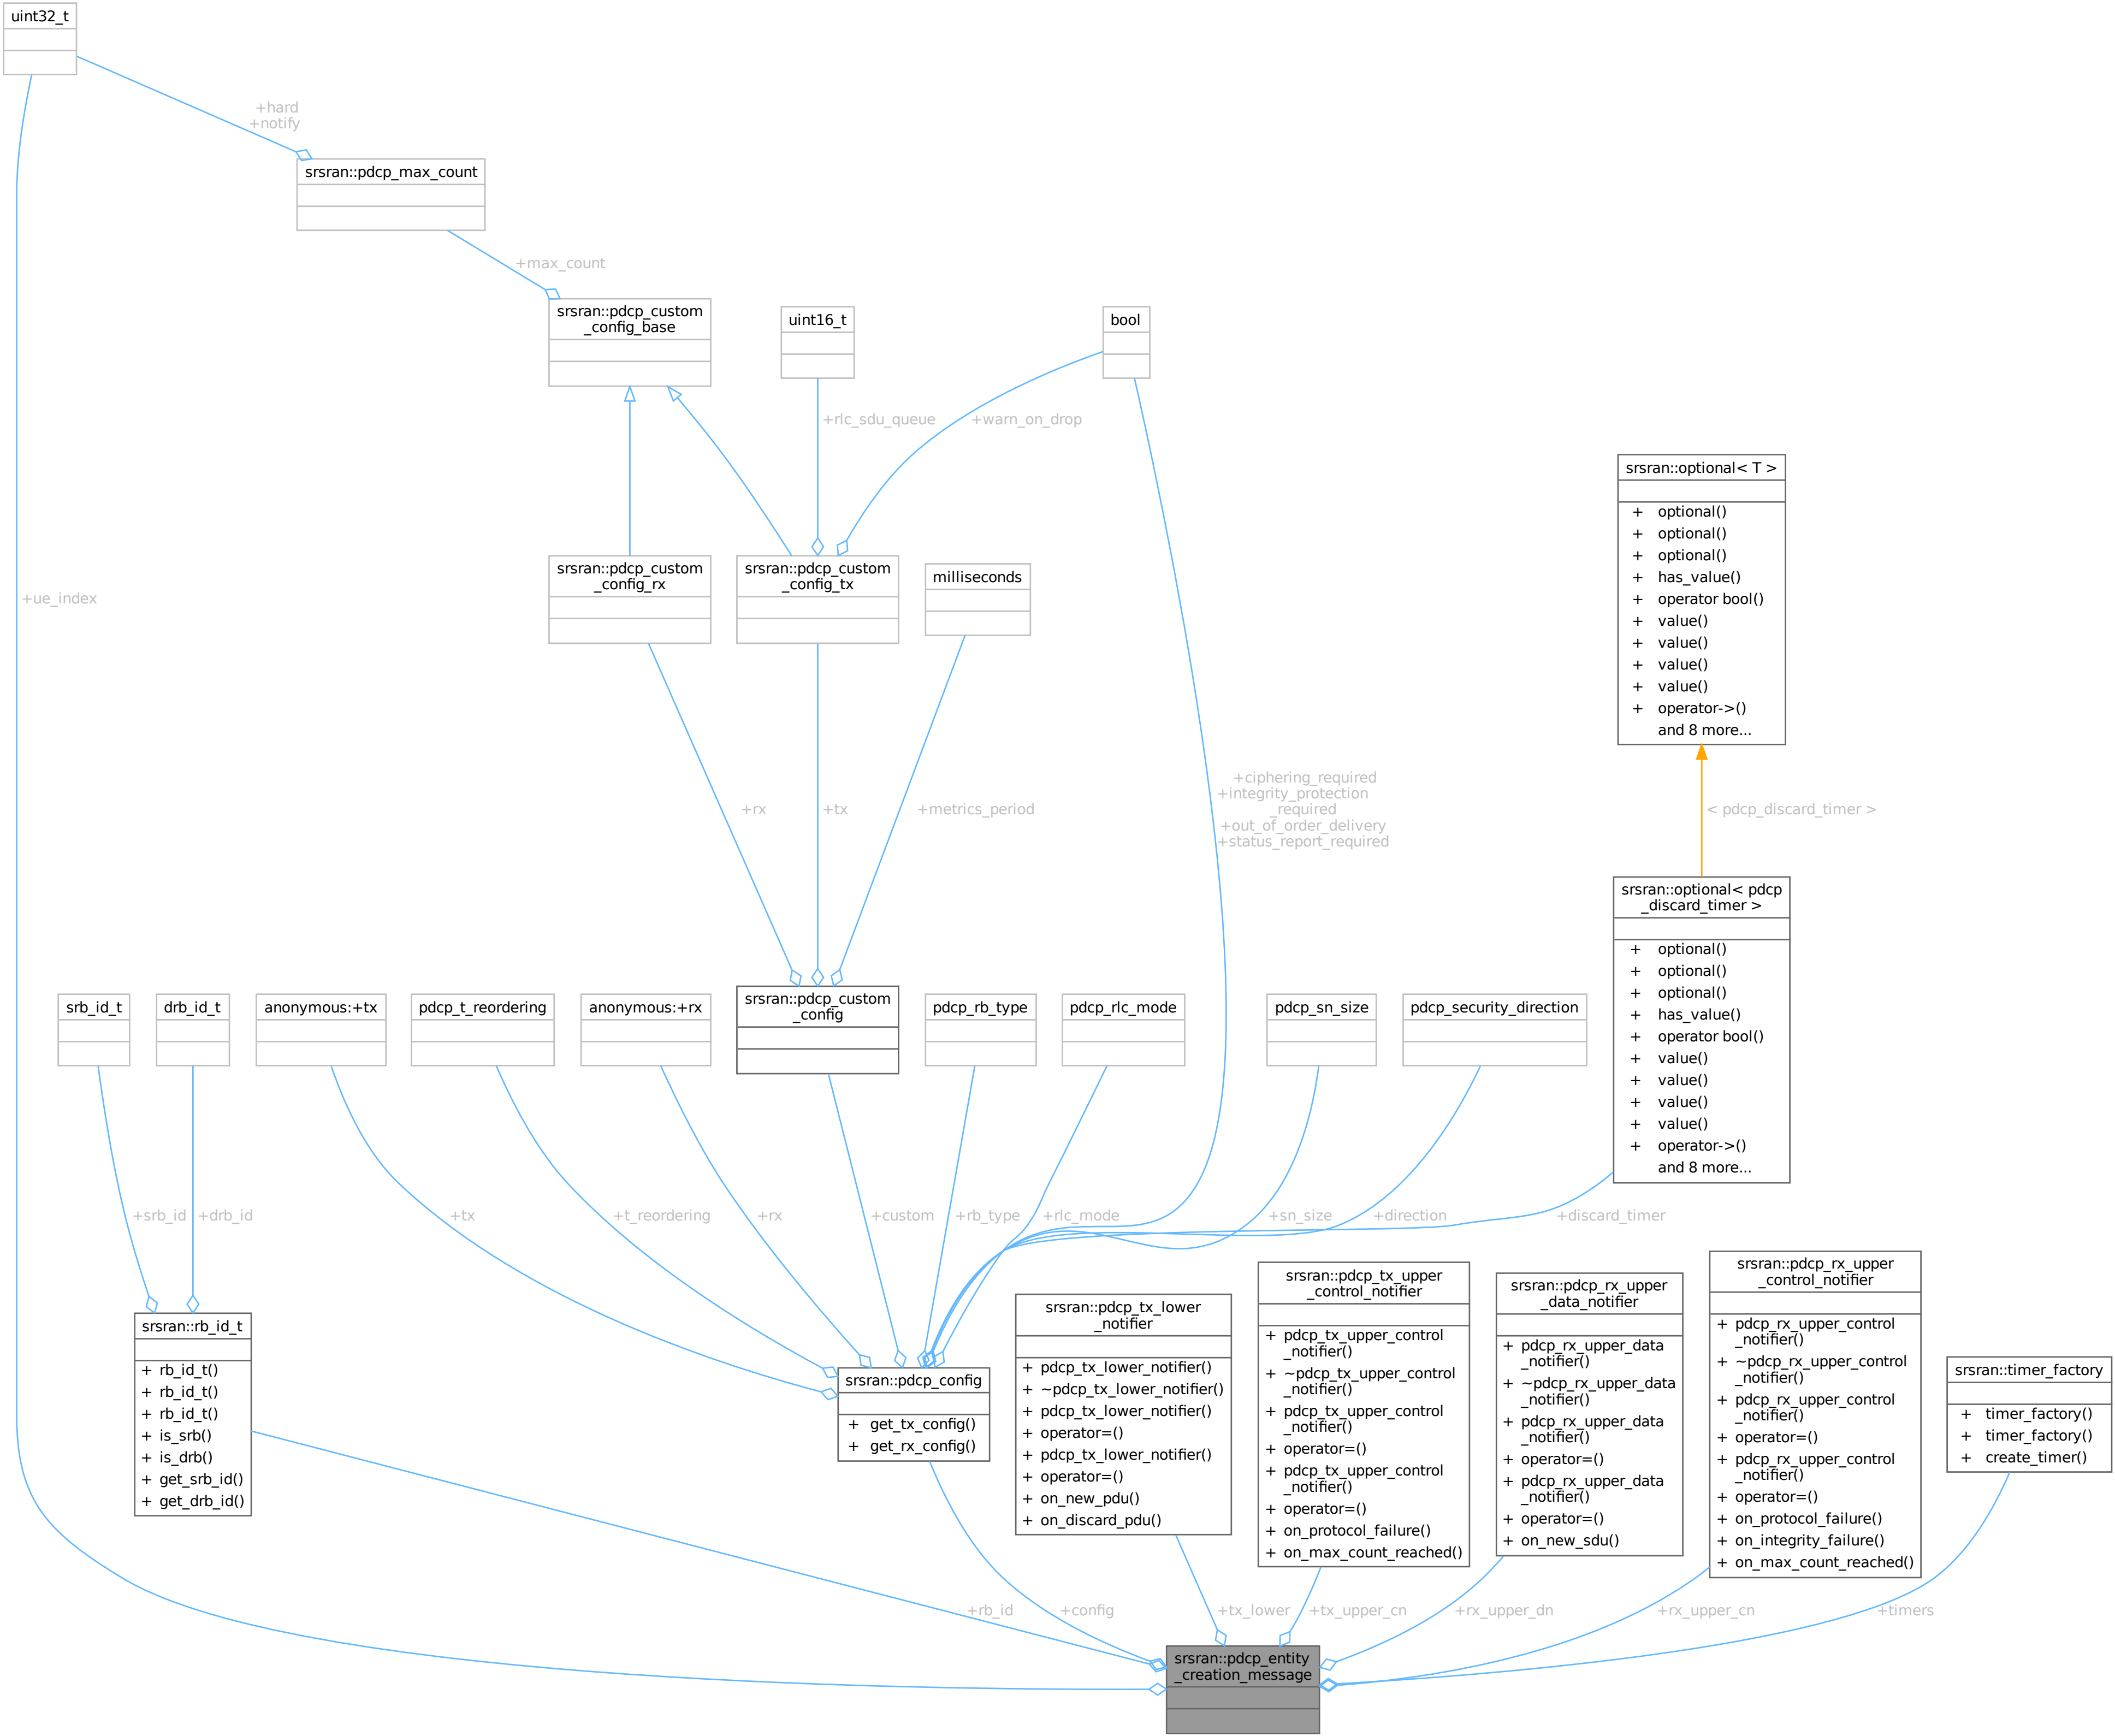 uint32_t
+hard
+notify
srsran::pdcp_max_count
+max_count
srsran::pdcp_custom
_config_base
uint16_t
bool
+rlc_sdu_queue
+warn_on_drop
srsran::optional< T >
+ optional()
+ optional()
+ optional()
+ has_value()
+ operator bool()
+ value()
+ value()
+ value()
+ value()
+ operator->()
and 8 more...
+ue_index
srsran::pdcp_custom
_config_rx
srsran::pdcp_custom
_config_tx
milliseconds
+rx
+tx
+metrics_period
+ciphering_required
+integrity_protection
_required
+out_of_order_delivery
+status_report_required
< pdcp_discard_timer >
srsran::optional< pdcp
_discard_timer >
+ optional()
+ optional()
+ optional()
+ has_value()
+ operator bool()
+ value()
+ value()
+ value()
+ value()
+ operator->()
and 8 more...
srb_id_t
drb_id_t
anonymous:+tx
pdcp_t_reordering
anonymous:+rx
srsran::pdcp_custom
_config
pdcp_rb_type
pdcp_rlc_mode
pdcp_sn_size
pdcp_security_direction
+srb_id
+drb_id
+tx
+t_reordering
+rx
+custom
+rb_type
+rlc_mode
+sn_size
+direction
+discard_timer
srsran::rb_id_t
+ rb_id_t()
+ rb_id_t()
+ rb_id_t()
+ is_srb()
+ is_drb()
+ get_srb_id()
+ get_drb_id()
srsran::pdcp_config
+ get_tx_config()
+ get_rx_config()
srsran::pdcp_tx_lower
_notifier
+ pdcp_tx_lower_notifier()
+ ~pdcp_tx_lower_notifier()
+ pdcp_tx_lower_notifier()
+ operator=()
+ pdcp_tx_lower_notifier()
+ operator=()
+ on_new_pdu()
+ on_discard_pdu()
srsran::pdcp_tx_upper
_control_notifier
+ pdcp_tx_upper_control
_notifier()
+ ~pdcp_tx_upper_control
_notifier()
+ pdcp_tx_upper_control
_notifier()
+ operator=()
+ pdcp_tx_upper_control
_notifier()
+ operator=()
+ on_protocol_failure()
+ on_max_count_reached()
srsran::pdcp_rx_upper
_data_notifier
+ pdcp_rx_upper_data
_notifier()
+ ~pdcp_rx_upper_data
_notifier()
+ pdcp_rx_upper_data
_notifier()
+ operator=()
+ pdcp_rx_upper_data
_notifier()
+ operator=()
+ on_new_sdu()
srsran::pdcp_rx_upper
_control_notifier
+ pdcp_rx_upper_control
_notifier()
+ ~pdcp_rx_upper_control
_notifier()
+ pdcp_rx_upper_control
_notifier()
+ operator=()
+ pdcp_rx_upper_control
_notifier()
+ operator=()
+ on_protocol_failure()
+ on_integrity_failure()
+ on_max_count_reached()
srsran::timer_factory
+ timer_factory()
+ timer_factory()
+ create_timer()
+rb_id
+config
+tx_lower
+tx_upper_cn
+rx_upper_dn
+rx_upper_cn
+timers
srsran::pdcp_entity
_creation_message